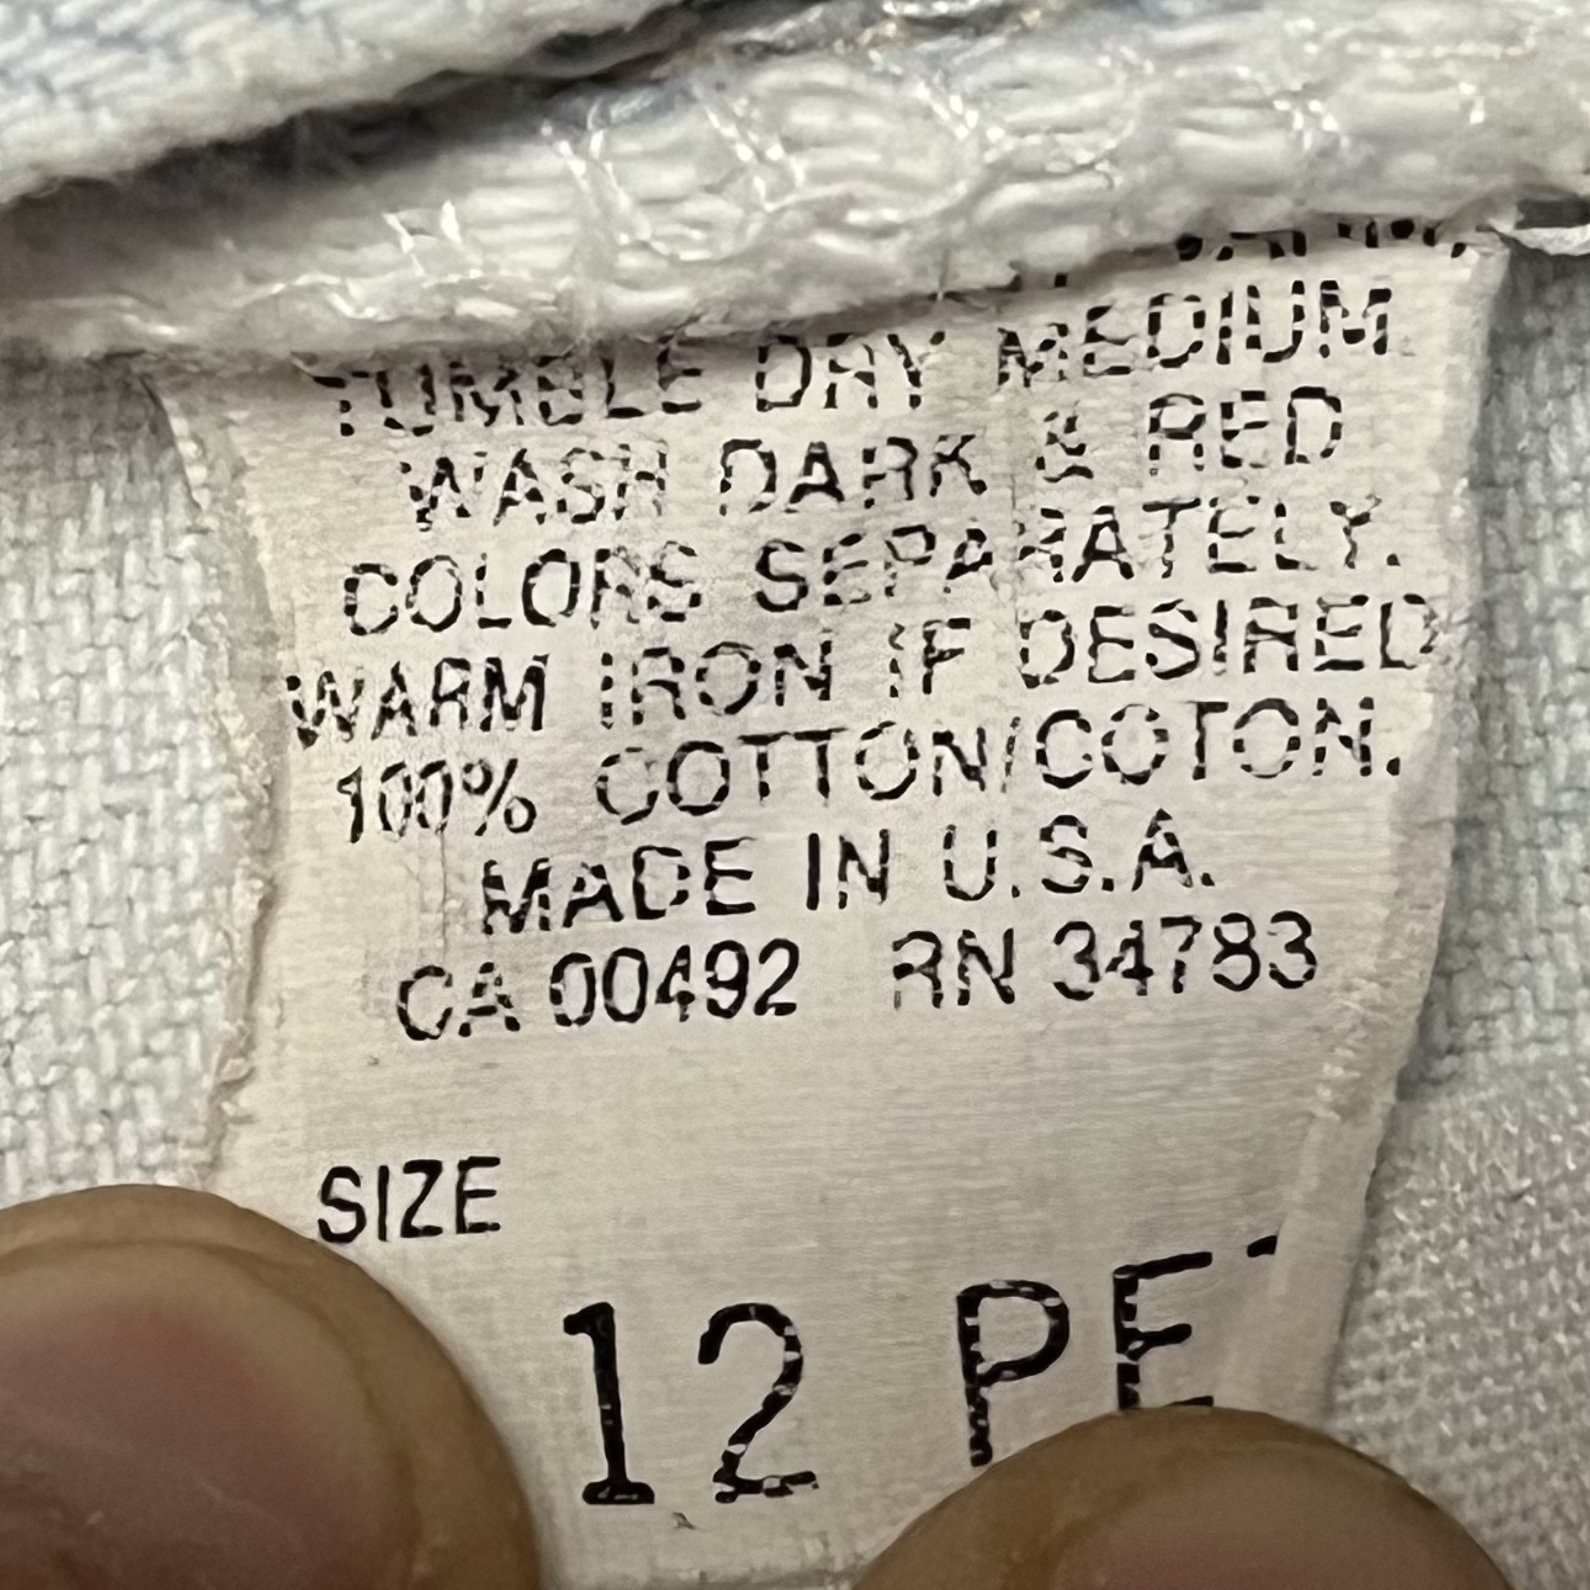 TUMBLE DRY MEDIUM.
WASH DARK & RED
COLORS SEPARATELY.
WARM IRON IF DESIRED
100% COTTON/COTON.
MADE IN U.S.A.
CA 00492 RN 34783
SIZE
12 PE